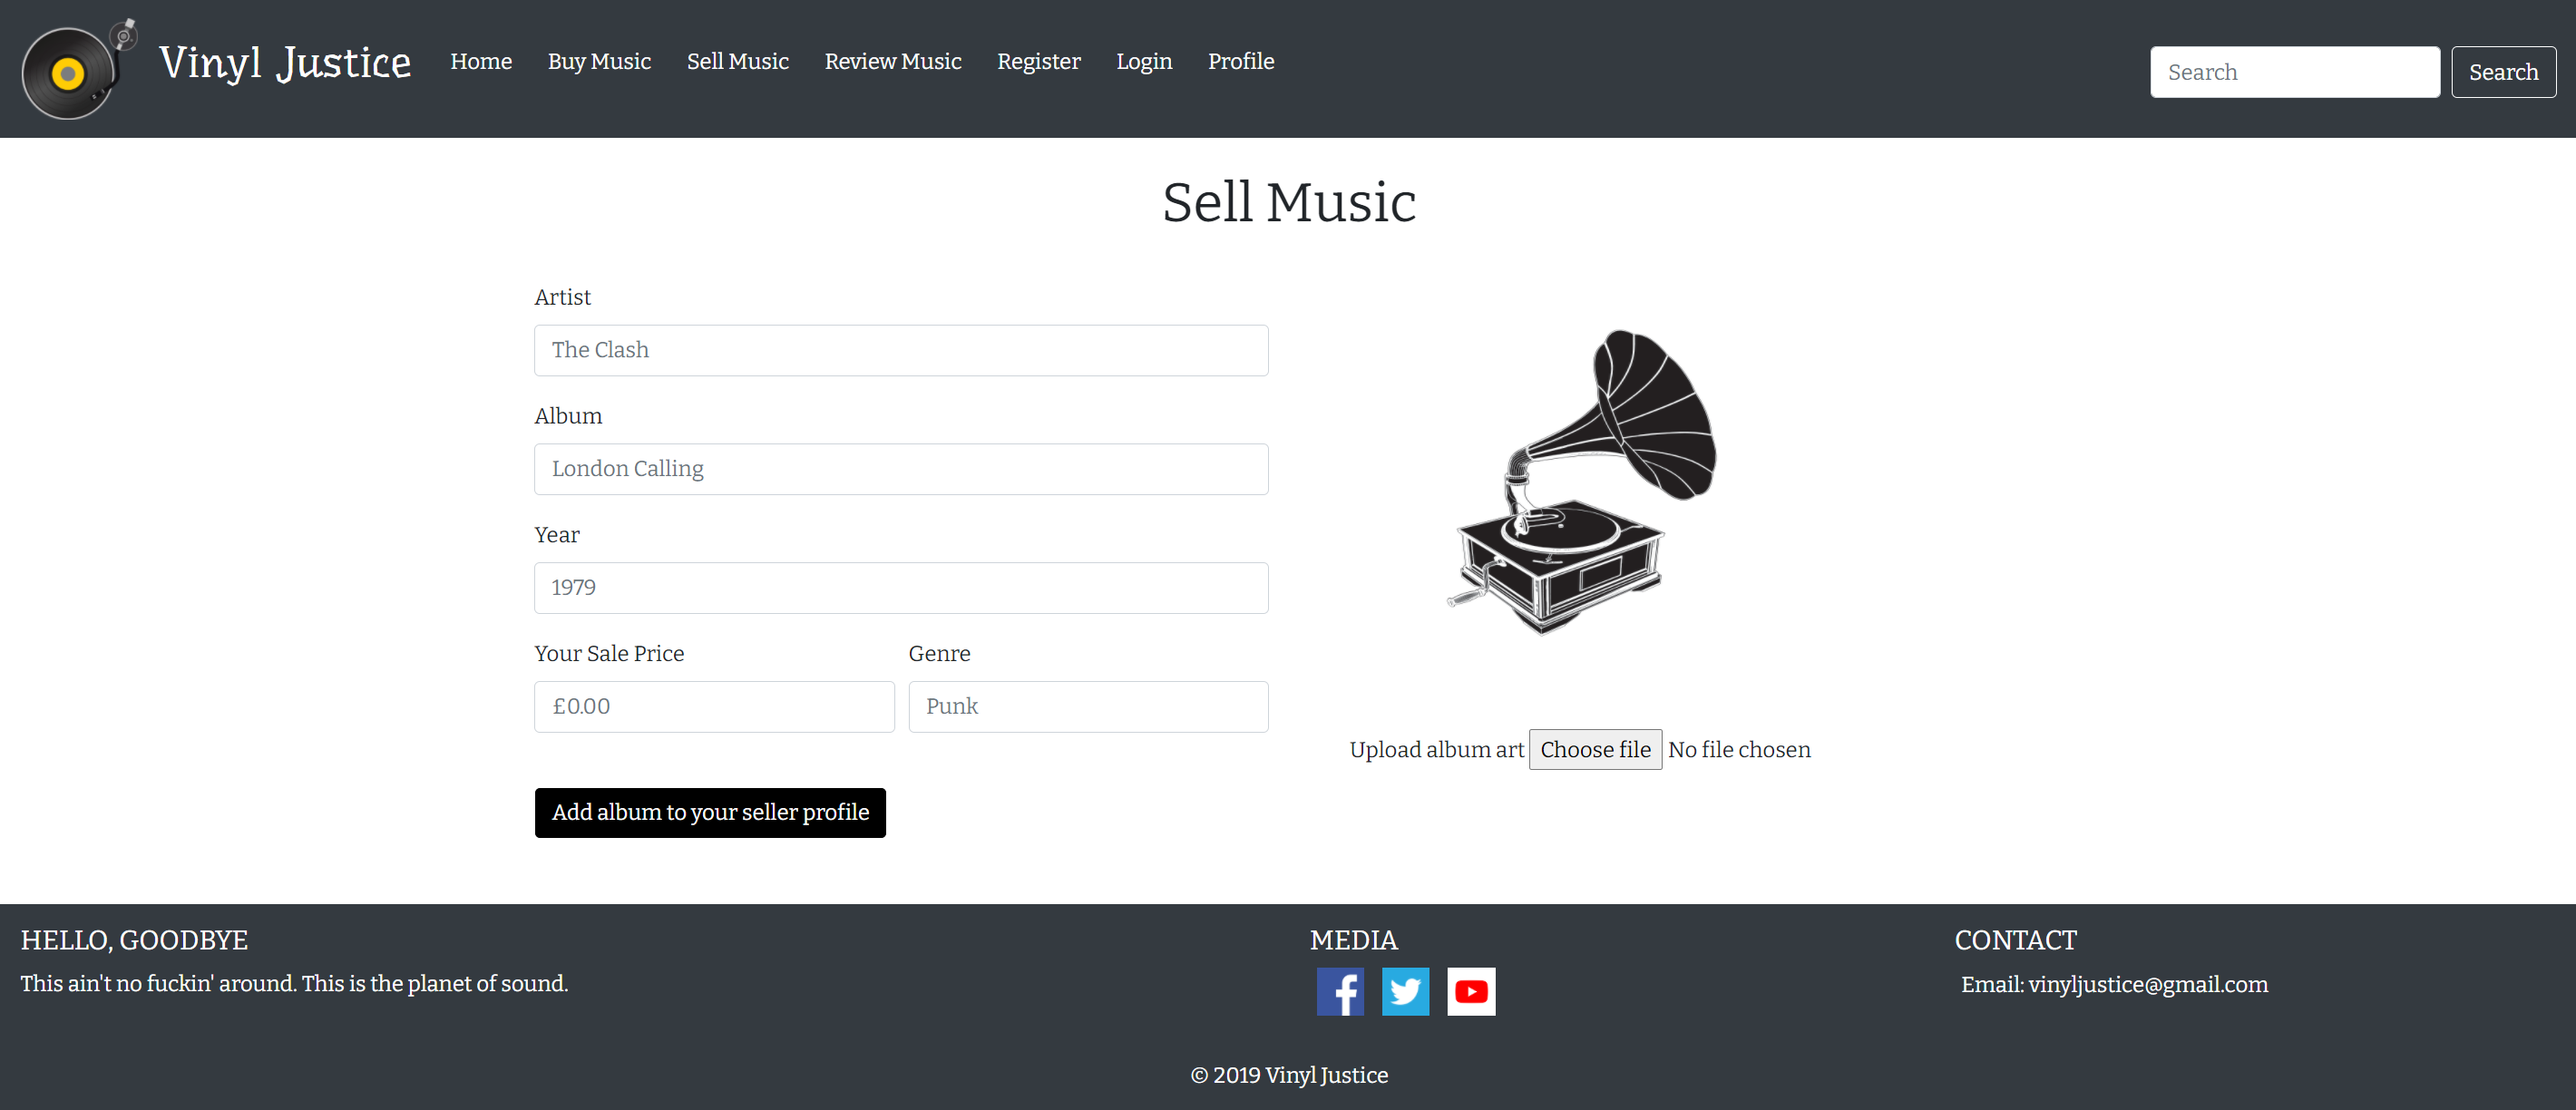 Vinyl Justice Home Buy Music Sell Music Review Music Register Login Profile Search Search
Sell Music
Artist
The Clash
Album
London Calling
Year
1979
Your Sale Price Genre
£0.00 Punk
Upload album art Choose file No file chosen
Add album to your seller profile
HELLO, GOODBYE
This ain't no fuckin' around. This is the planet of sound.
MEDIA
CONTACT
Email: vinyljustice@gmail.com
© 2019 Vinyl Justice